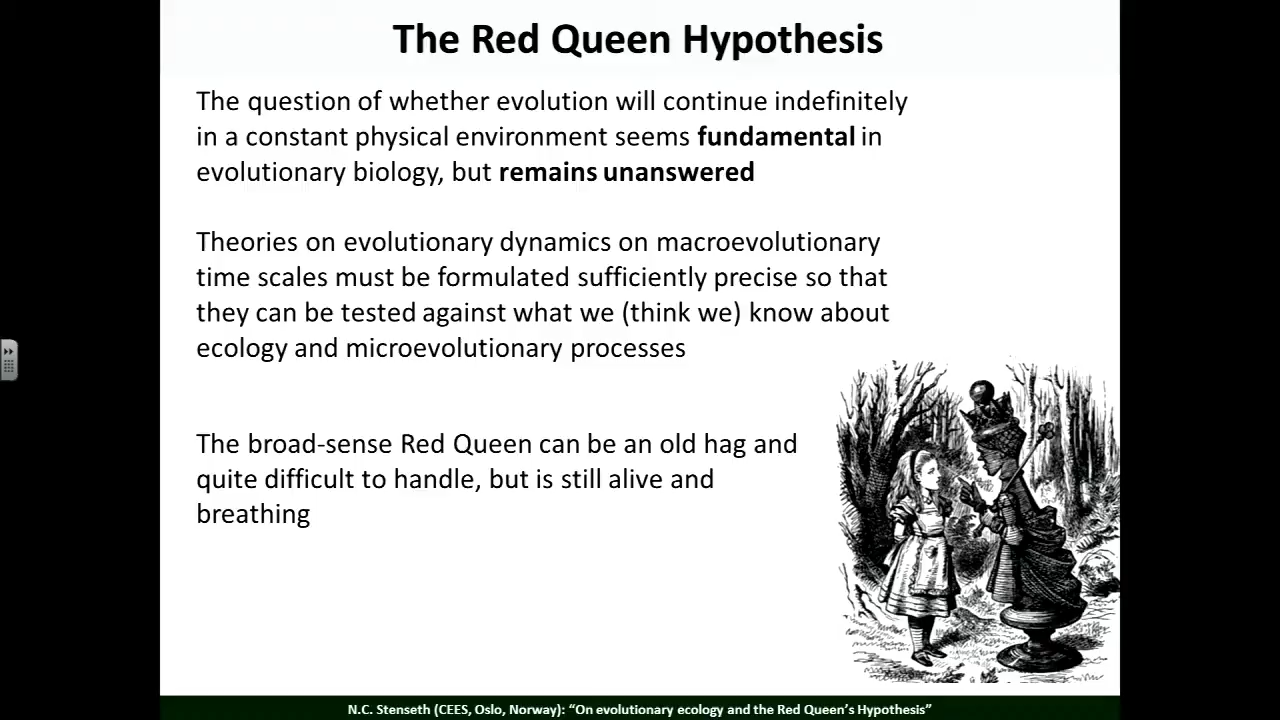 The Red Queen Hypothesis
The question of whether evolution will continue indefinitely
in a constant physical environment seems fundamental in
evolutionary biology, but remains unanswered
Theories on evolutionary dynamics on macroevolutionary
time scales must be formulated sufficiently precise so that
they can be tested against what we (think we) know about
ecology and microevolutionary processes
The broad-sense Red Queen can be an old hag and
quite difficult to handle, but is still alive and
breathing
N.C. Stenseth (CEES, Oslo, Norway): “On evolutionary ecology and the Red Queen’s Hypothesis”